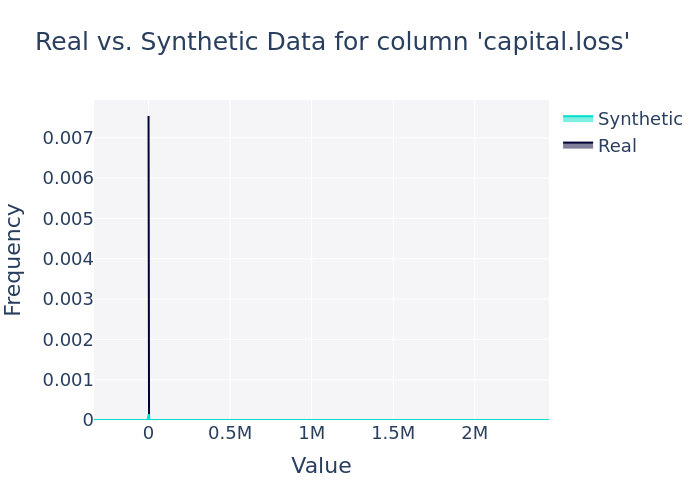 Real vs. Synthetic Data for column 'capital.loss'
Synthetic
Real
Frequency
0.007
0.006
0.005
0.004
0.003
0.002
0.001
0
0 0.5M 1M 1.5M 2M
Value